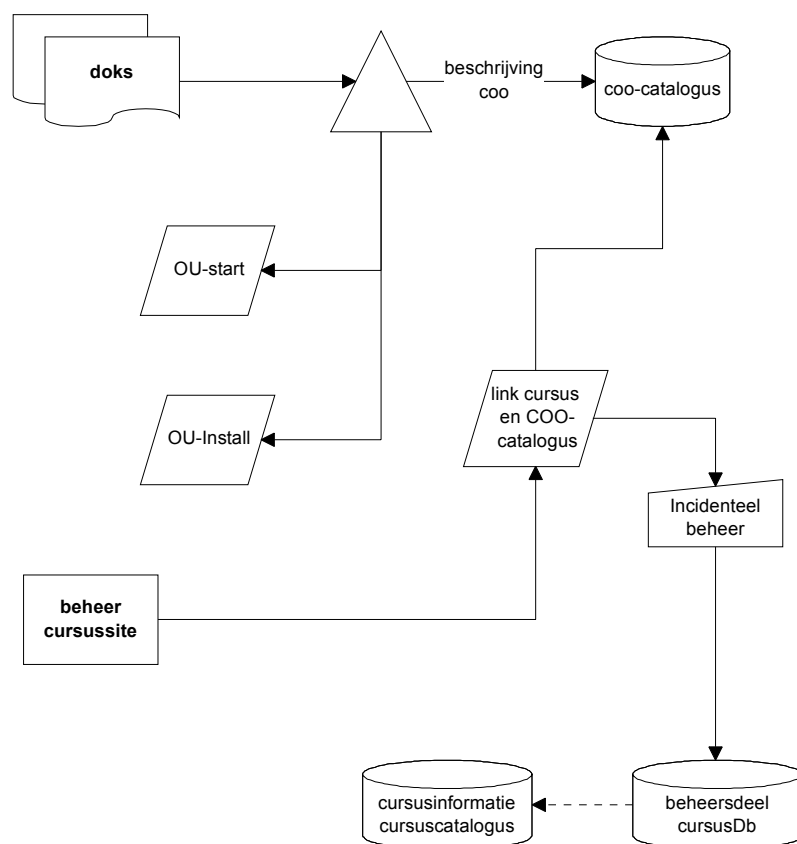 doks
beschrijving
coo
coo-catalogus
OU-start
link cursus
en COO-
catalogus
OU-Install
Incidenteel
beheer
beheer
cursussite
cursusinformatie
cursuscatalogus
beheersdeel
cursusDb